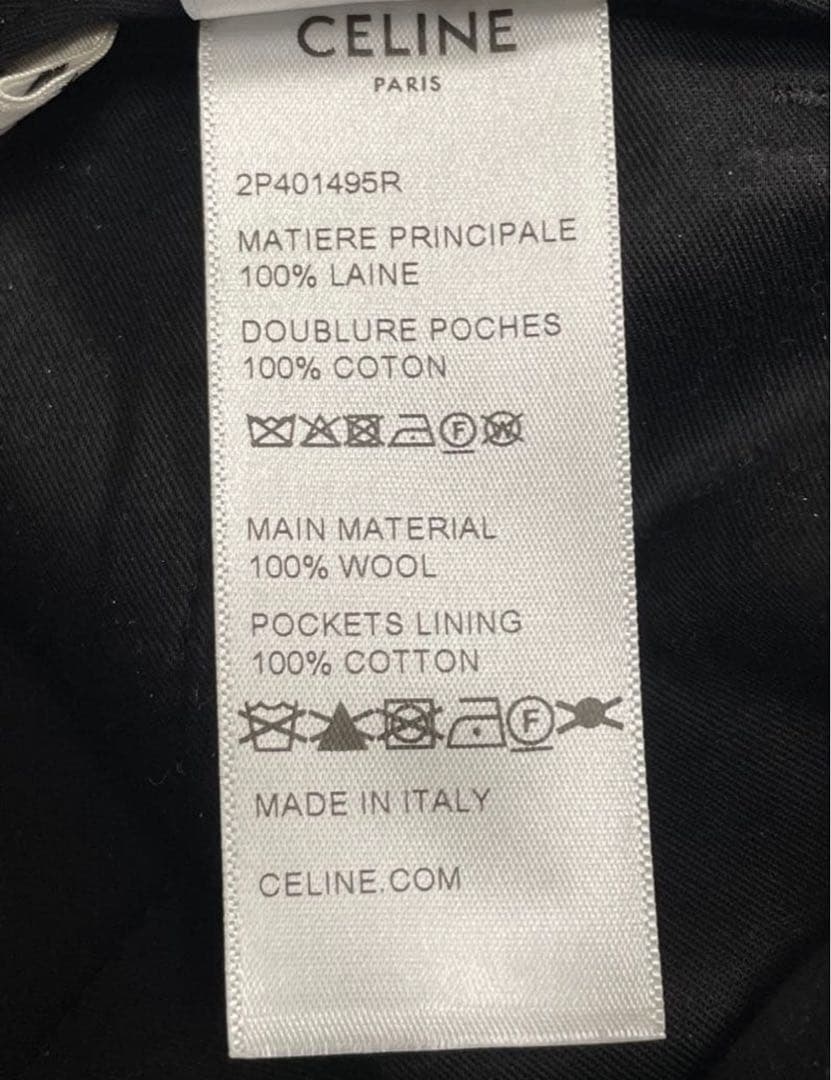 CELINE
PARIS
2P401495R
MATIERE PRINCIPALE
100% LAINE
DOUBLURE POCHES
100% COTON
F W
MAIN MATERIAL
100% WOOL
POCKETS LINING
100% COTTON
F
MADE IN ITALY
CELINE.COM